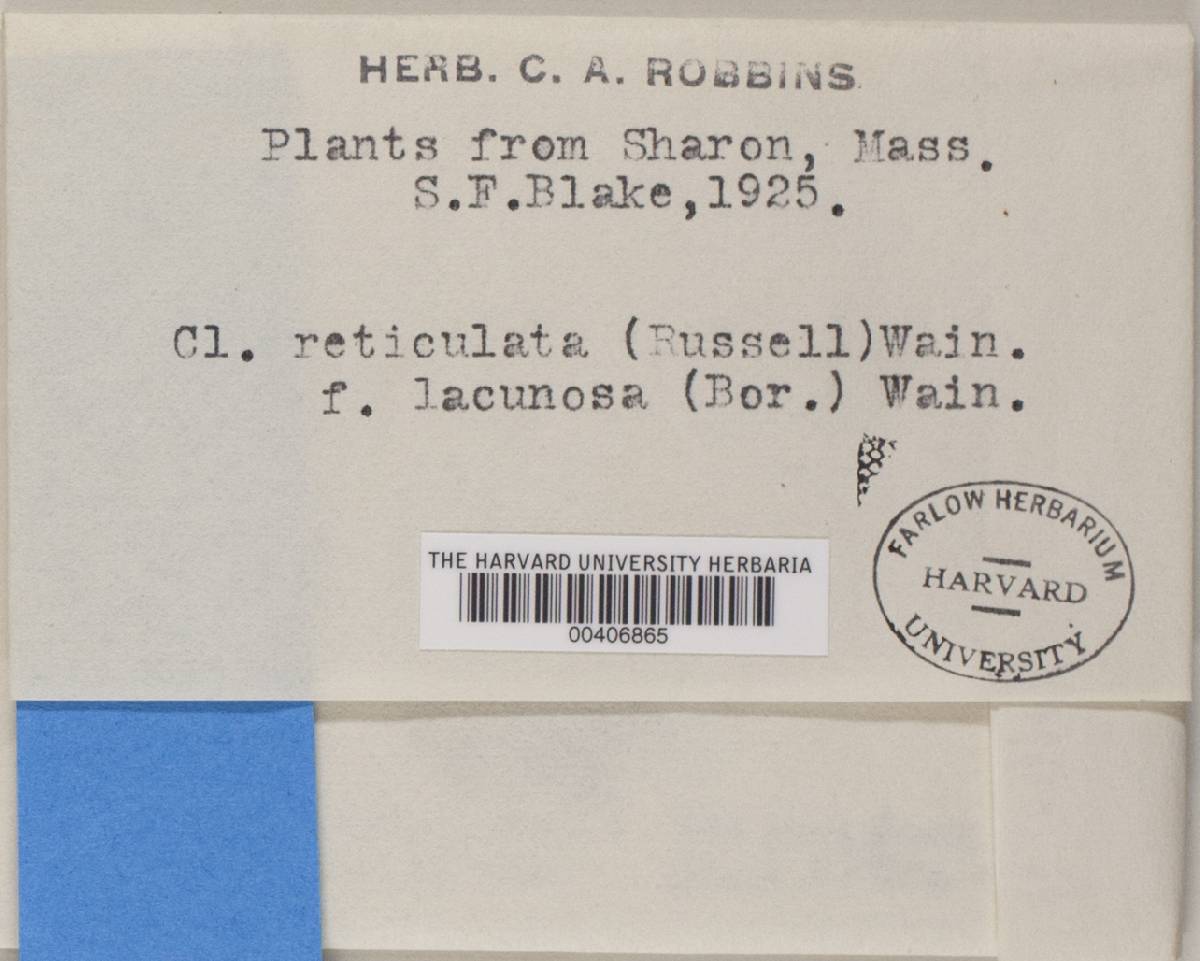 HERB. C. A. ROBBINS.
Plants from Sharon, Mass.
S.F.Blake,1925.
Cl. reticulata (Russell)Wain.
f. lacunosa (Bor.) Wain.
THE HARVARD UNIVERSITY HERBARIA
00406865
FARLOW HERBARIUM
HARVARD
UNIVERSITY